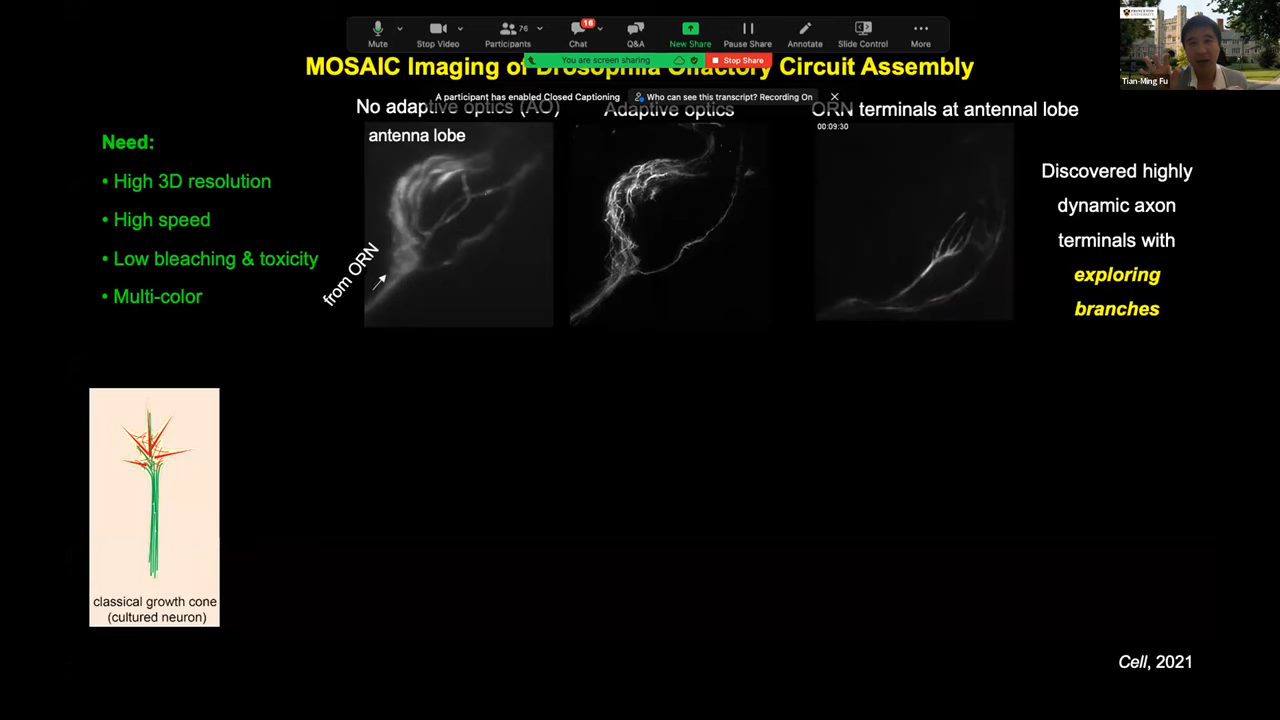 Mute
Stop Video
76
Participants
16
Chat
Q&A
New Share
Pause Share
Annotate
Slide Control
More
You are screen sharing
Stop Share
PRINCETON
UNIVERSITY
Tian-Ming Fu
MOSAIC Imaging of Drosophila Olfactory Circuit Assembly
A participant has enabled Closed Captioning
Who can see this transcript? Recording On
No adaptive optics (AO)
Adaptive optics
ORN terminals at antennal lobe
antenna lobe
00:09:30
from ORN
Need:
• High 3D resolution
• High speed
• Low bleaching & toxicity
• Multi-color
Discovered highly
dynamic axon
terminals with
exploring
branches
classical growth cone
(cultured neuron)
Cell, 2021